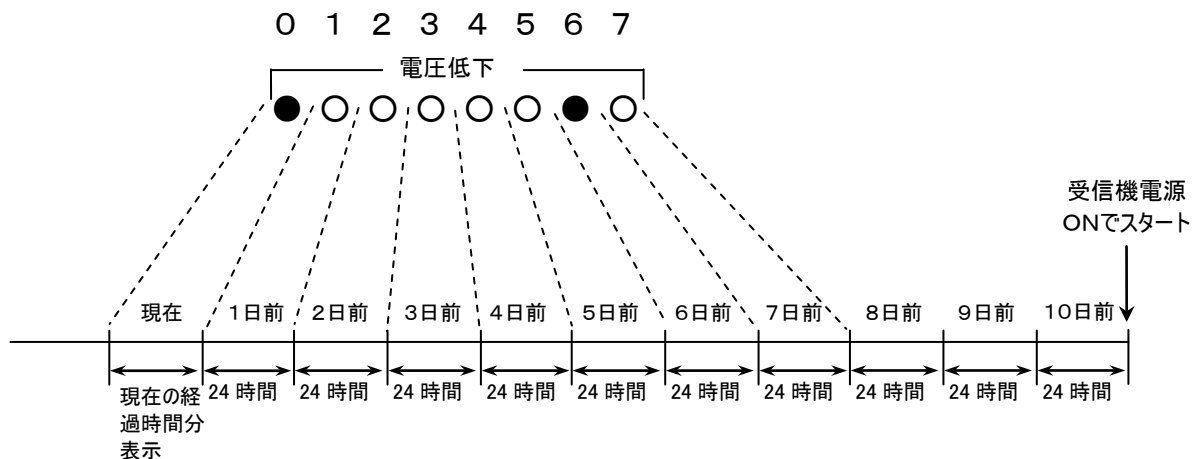 0 1 2 3 4 5 6 7
電圧低下
受信機電源
ONでスタート
現在 1日前 2日前 3日前 4日前 5日前 6日前 7日前 8日前 9日前 10日前
現在の経
過時間分
表示
24 時間 24 時間 24 時間 24 時間 24 時間 24 時間 24 時間 24 時間 24 時間 24 時間